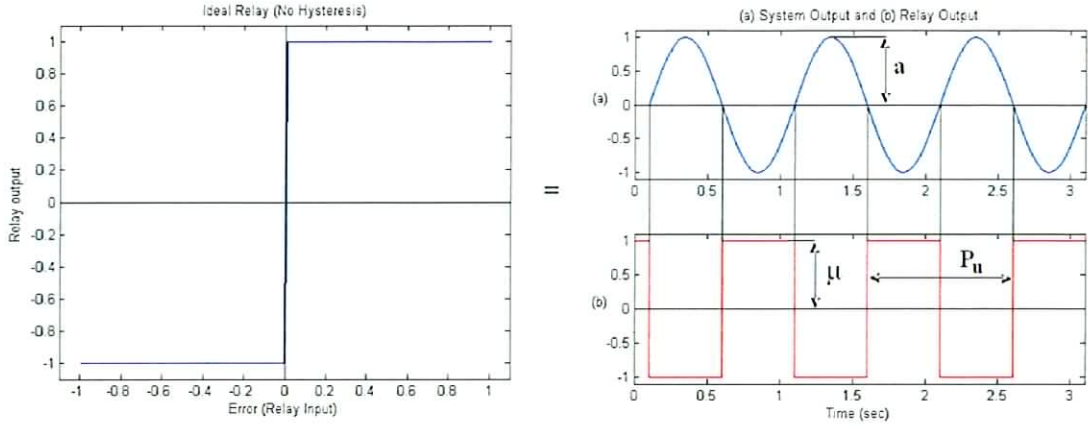 Ideal Relay (No Hysteresis)
1
0.8
0.6
0.4
0.2
0
-0.2
-0.4
-0.6
-0.8
-1
Relay output
-1 -0.8 -0.6 -0.4 -0.2 0 0.2 0.4 0.6 0.8 1
Error (Relay Input)
=
(a) System Output and (b) Relay Output
1
0.5
(a) 0
-0.5
-1
a
0 0.5 1 1.5 2 2.5 3
1
0.5
(b) 0
-0.5
-1
μ
Pu
0 0.5 1 1.5 2 2.5 3
Time (sec)